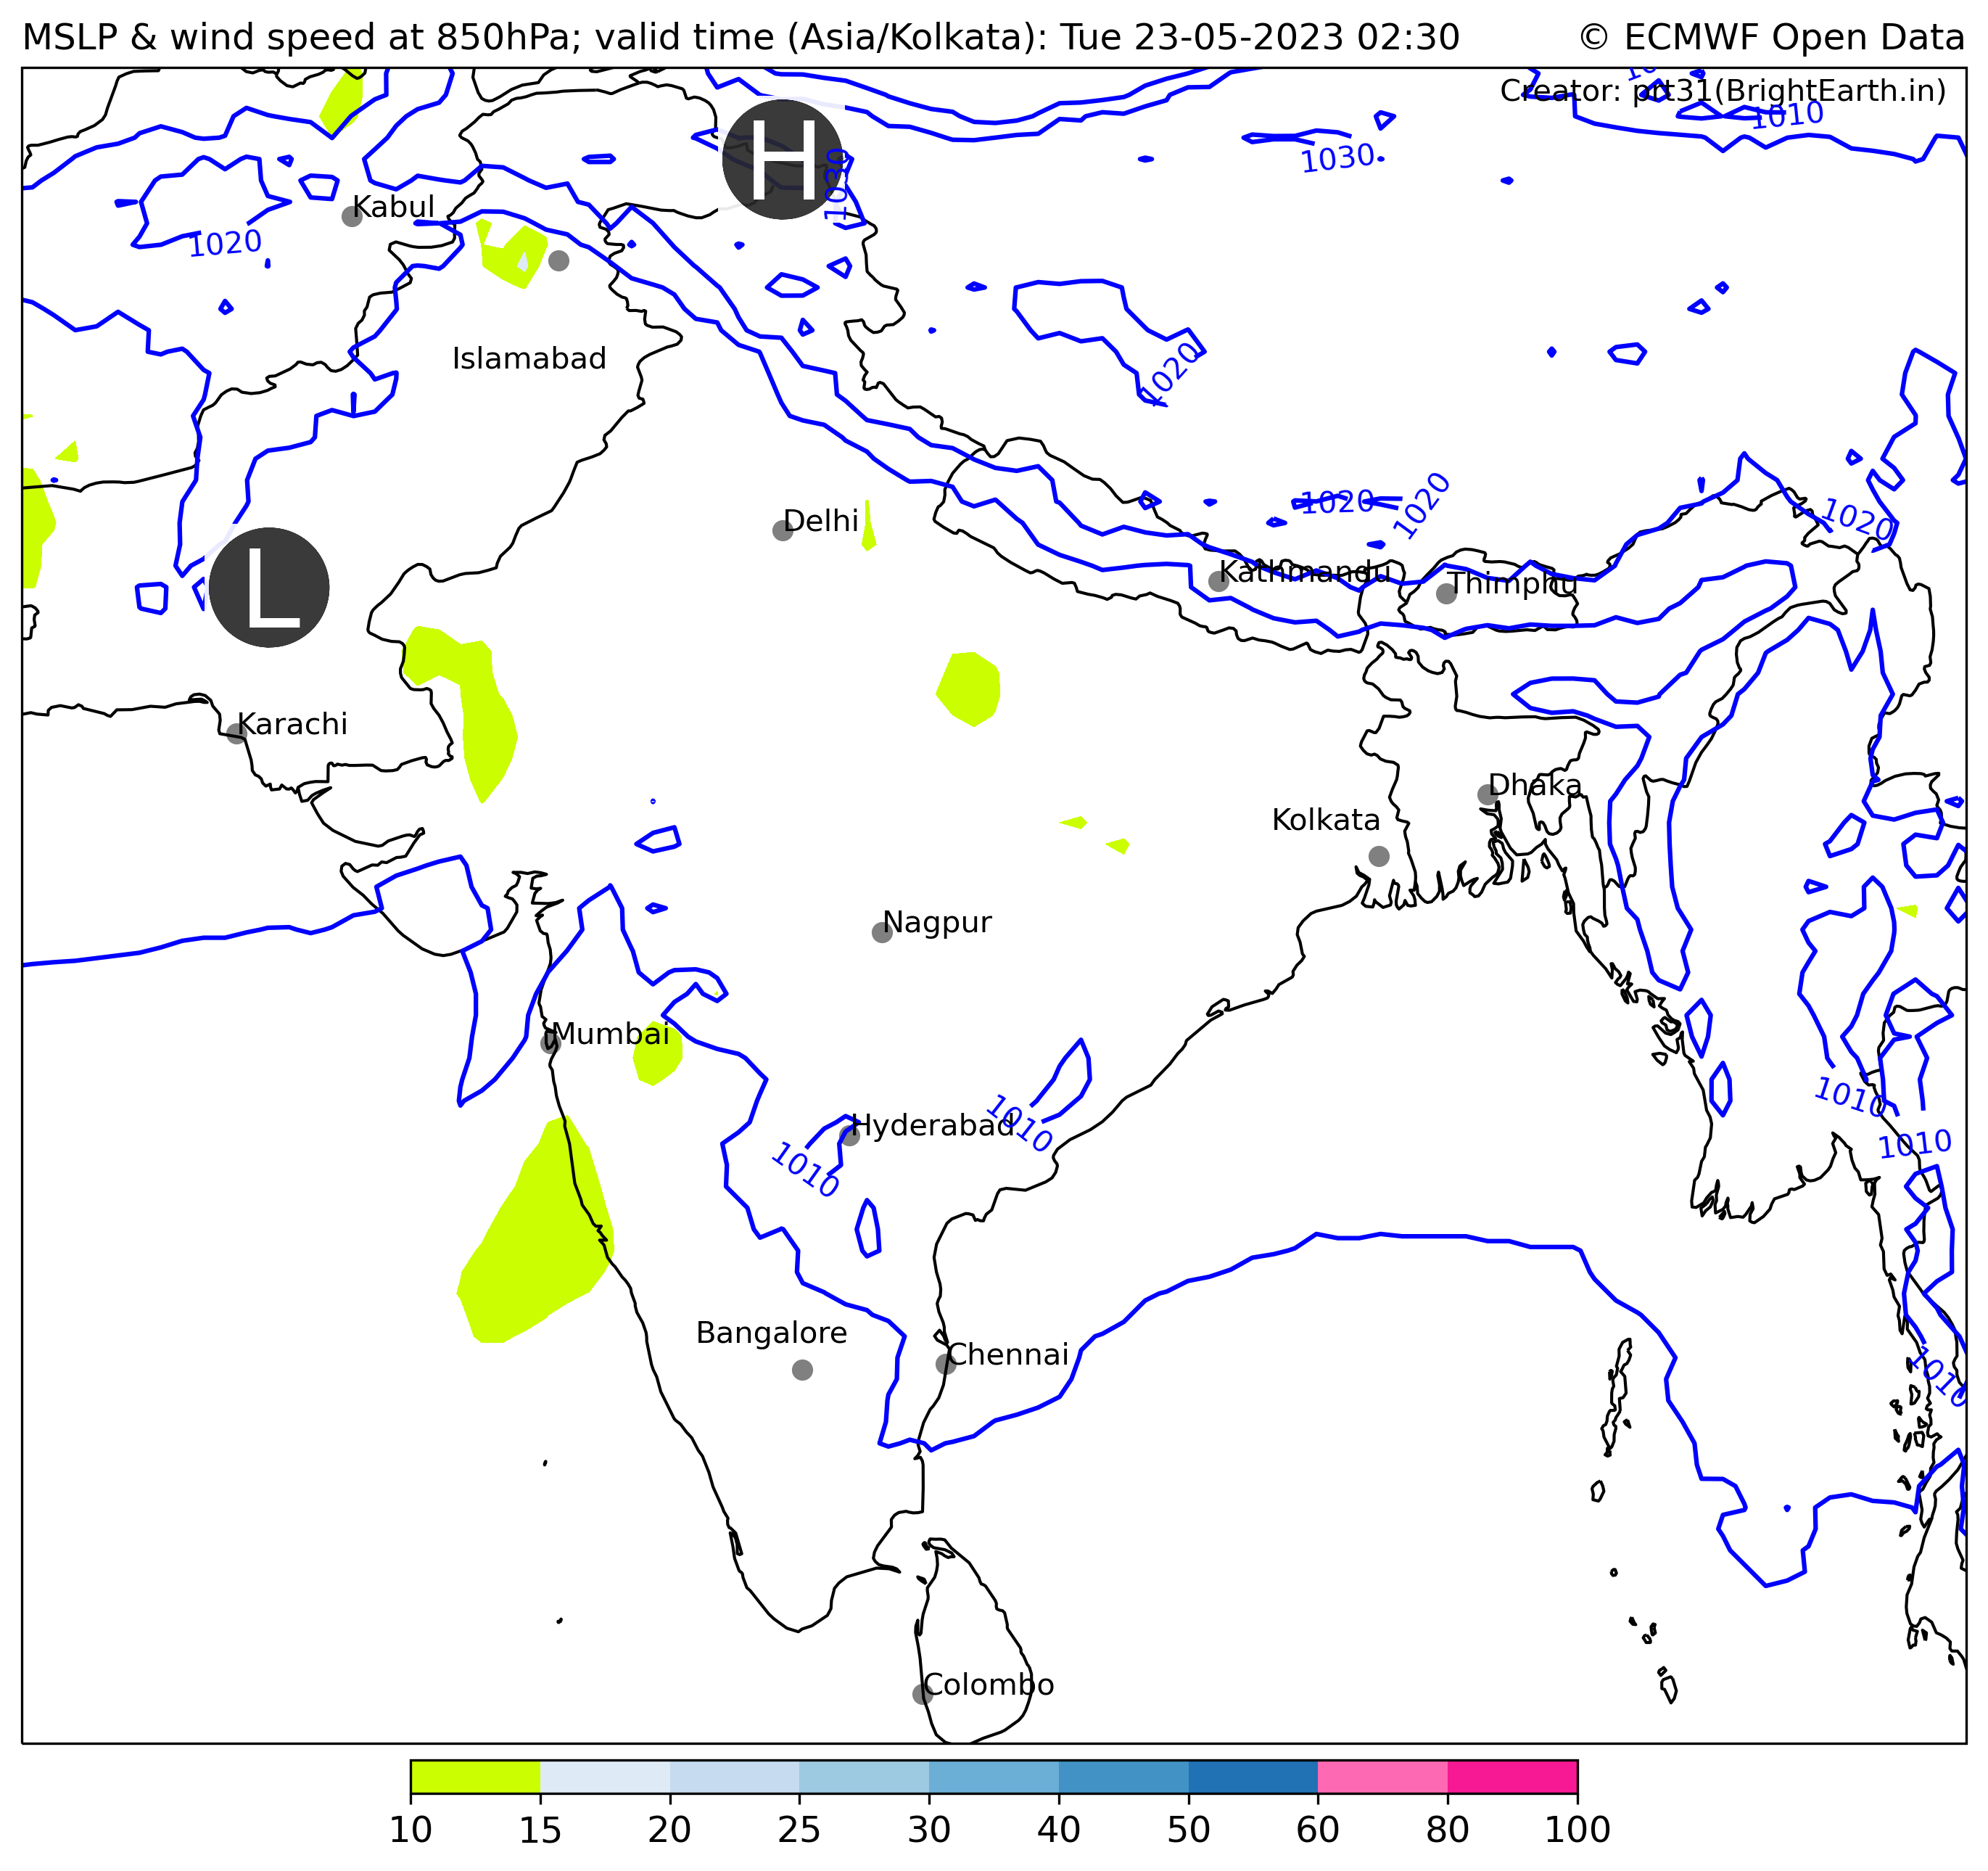 MSLP & wind speed at 850hPa; valid time (Asia/Kolkata): Tue 23-05-2023 02:30
© ECMWF Open Data
Creator: prt31(BrightEarth.in)
1010
H
1030
1030
Kabul
1020
Islamabad
1020
1020
1020
1020
Delhi
L
Kathmandu
Thimphu
Karachi
Dhaka
Kolkata
Nagpur
Mumbai
1010
Hyderabad
1010
1010
1010
1010
Bangalore
Chennai
1010
Colombo
10 15 20 25 30 40 50 60 80 100